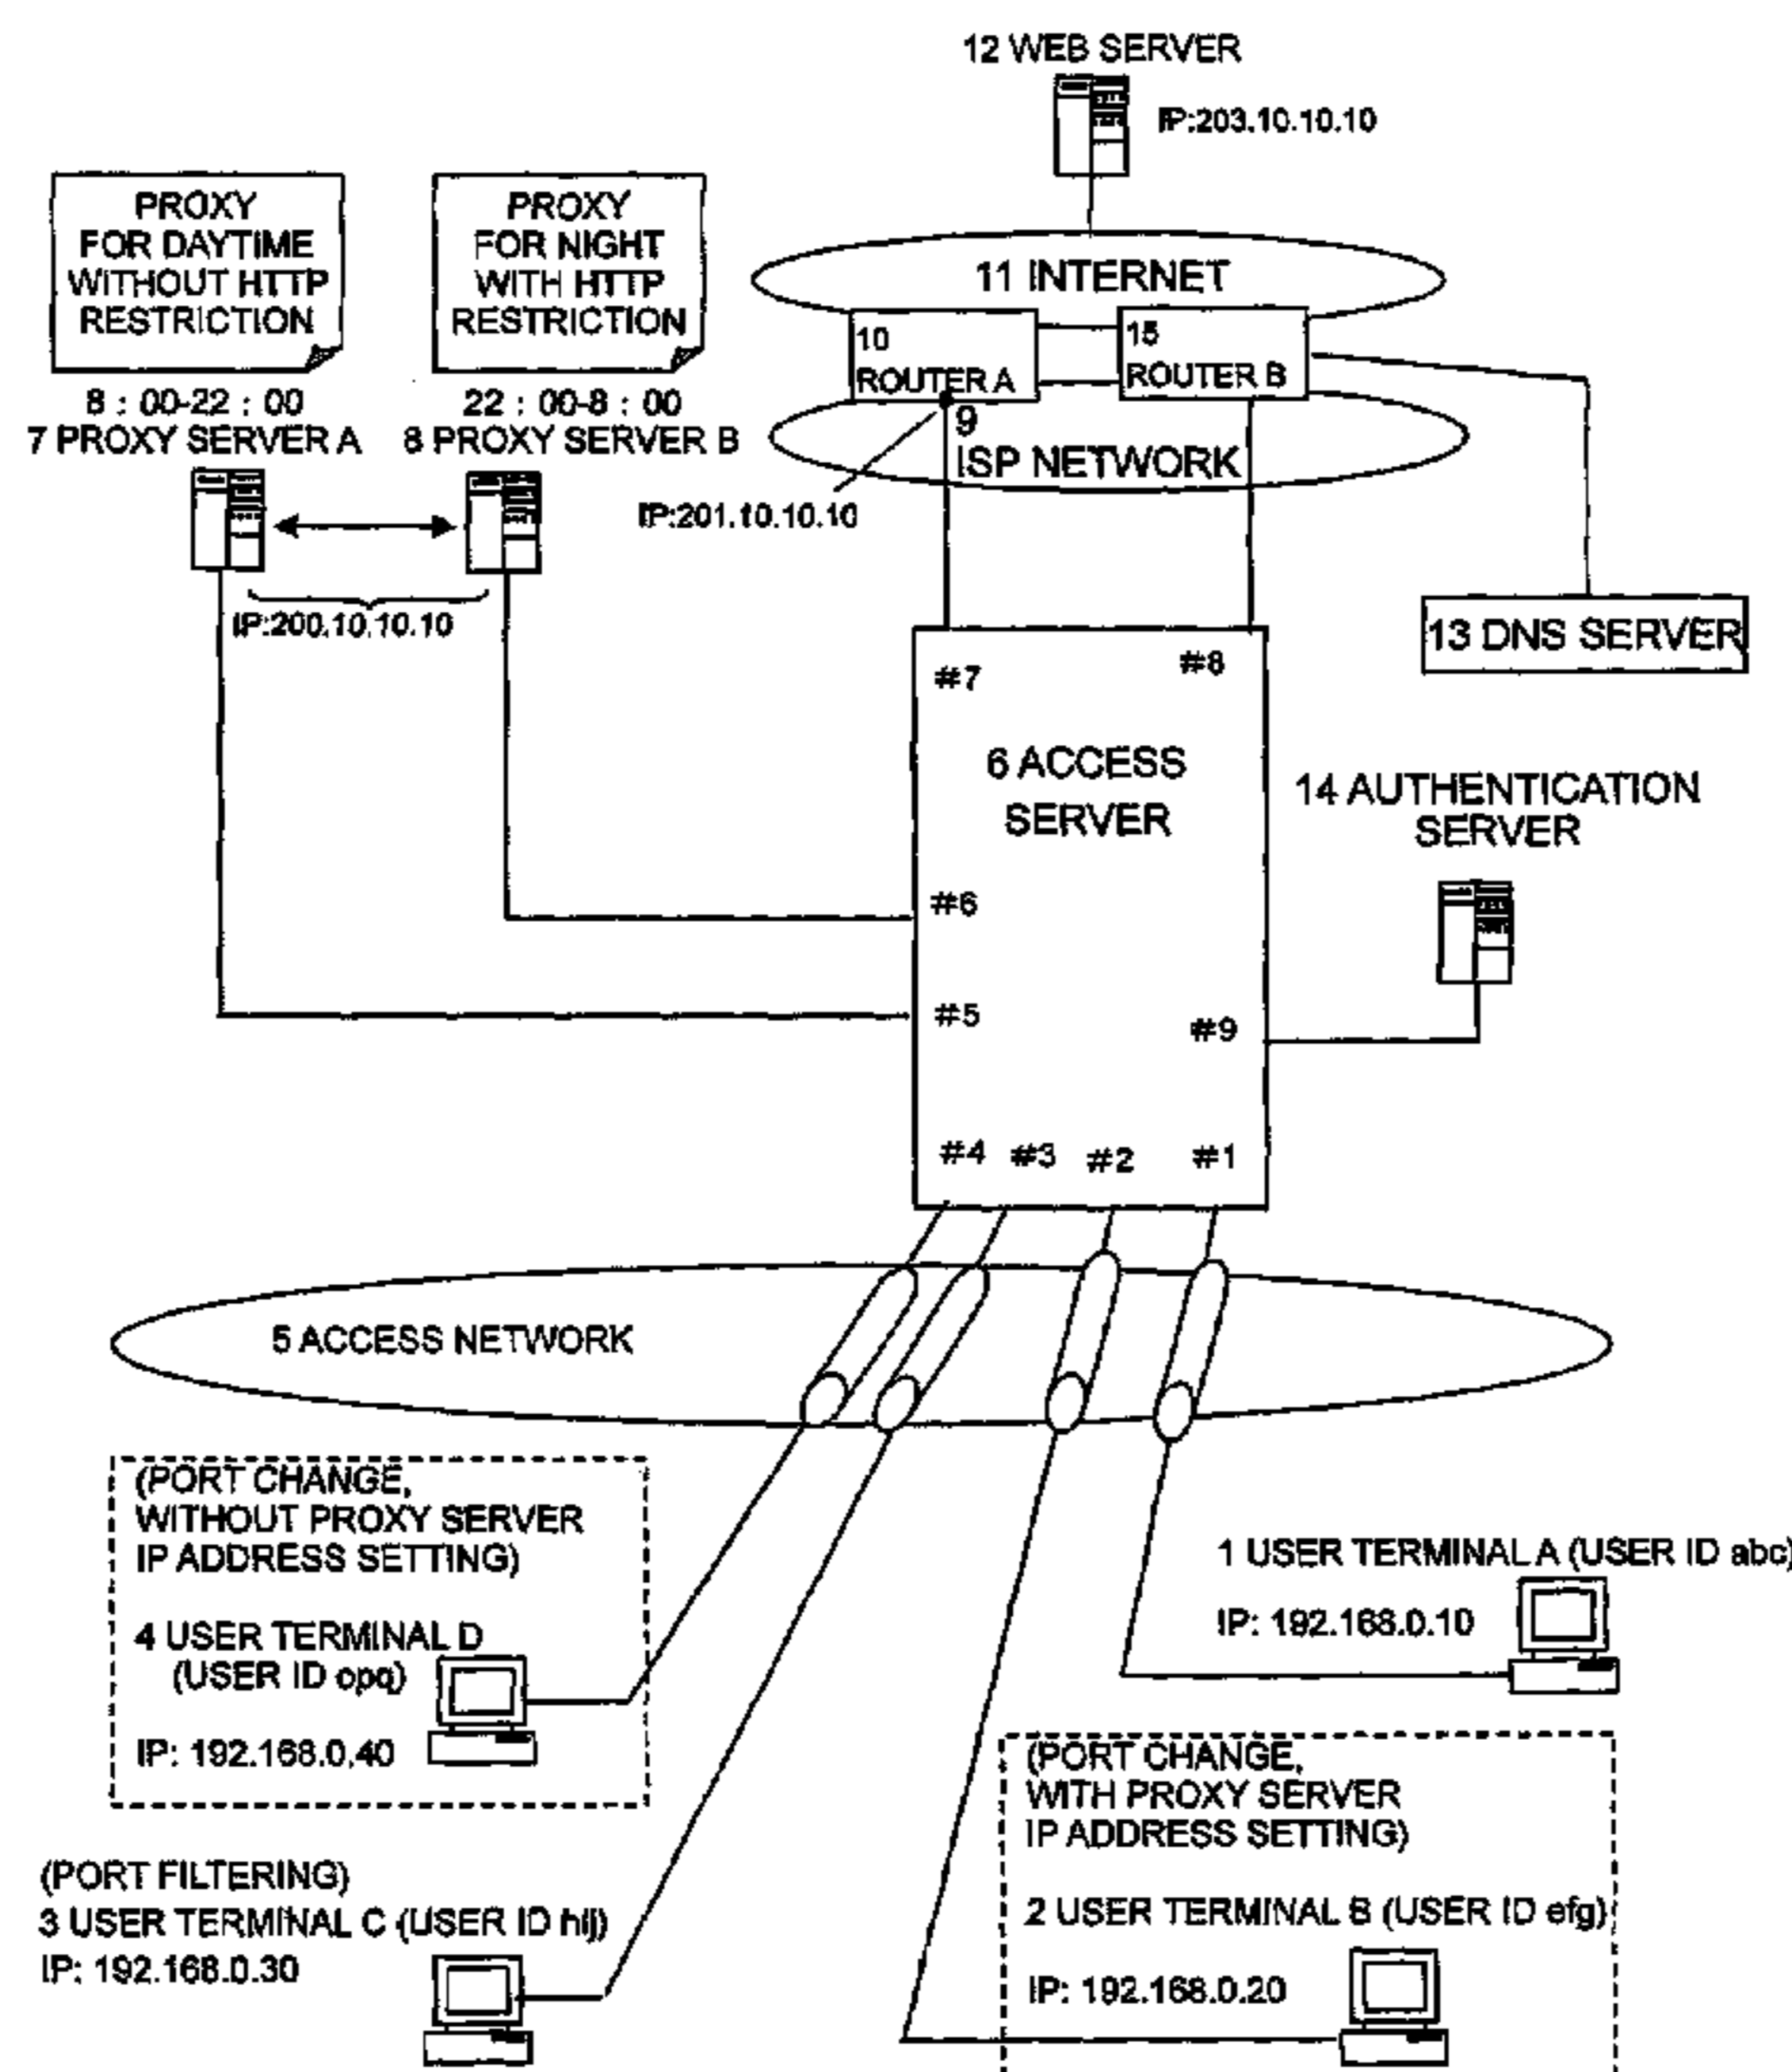 12 WEB SERVER
IP:203.10.10.10
PROXY
FOR DAYTIME
WITHOUT HTTP
RESTRICTION
PROXY
FOR NIGHT
WITH HTTP
RESTRICTION
11 INTERNET
10
ROUTER A
15
ROUTER B
8 : 00-22 : 00
7 PROXY SERVER A
22 : 00-8 : 00
8 PROXY SERVER B
9
ISP NETWORK
IP:201.10.10.10
IP:200.10.10.10
13 DNS SERVER
#7
#8
6 ACCESS
SERVER
14 AUTHENTICATION
SERVER
#6
#5
#9
#4 #3 #2 #1
5 ACCESS NETWORK
(PORT CHANGE,
WITHOUT PROXY SERVER
IP ADDRESS SETTING)
4 USER TERMINAL D
(USER ID opq)
IP: 192.168.0.40
1 USER TERMINAL A (USER ID abc)
IP: 192.168.0.10
(PORT CHANGE,
WITH PROXY SERVER
IP ADDRESS SETTING)
2 USER TERMINAL B (USER ID efg)
IP: 192.168.0.20
(PORT FILTERING)
3 USER TERMINAL C (USER ID hij)
IP: 192.168.0.30